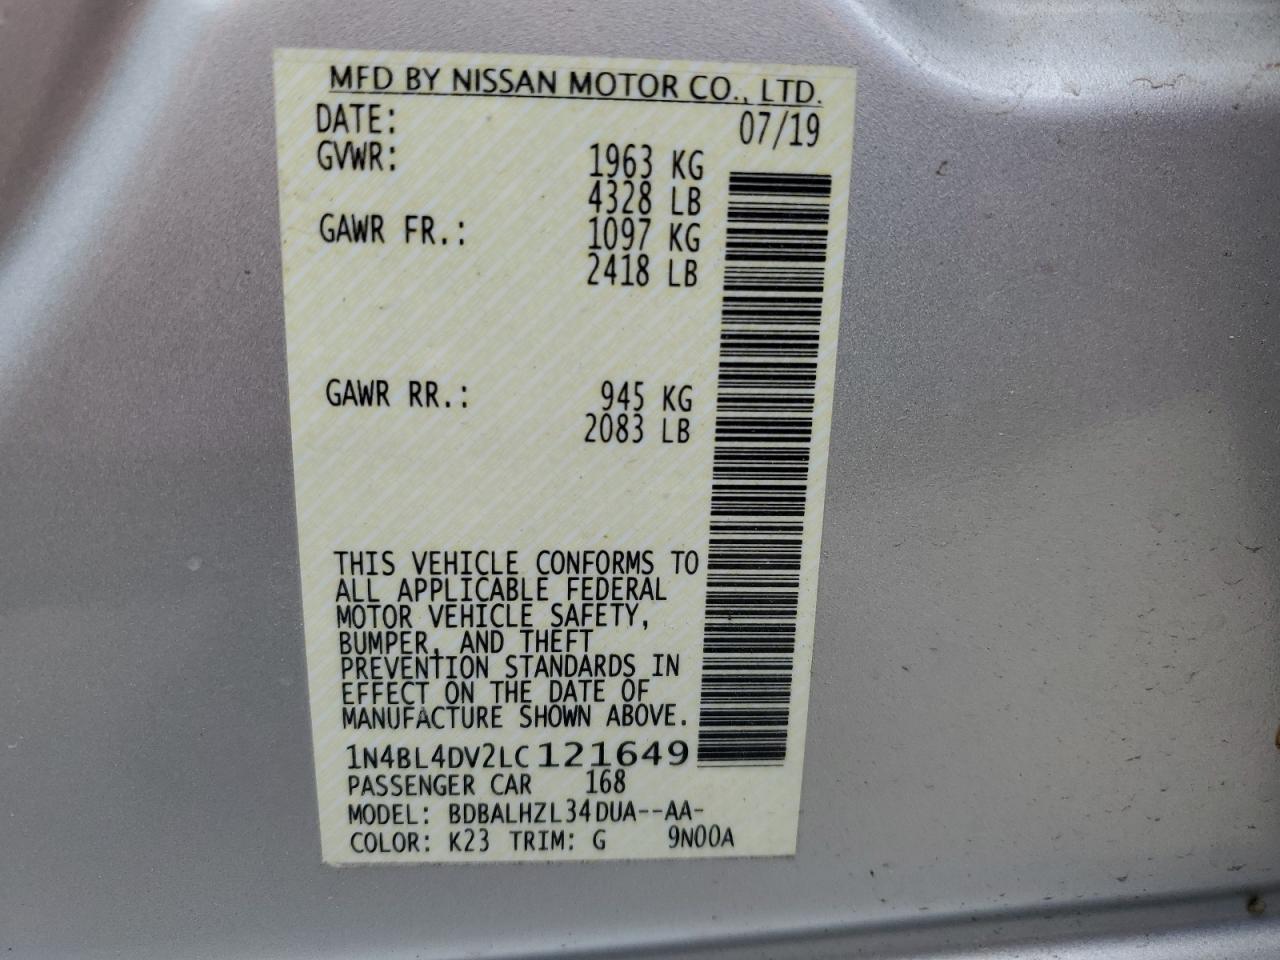 MFD BY NISSAN MOTOR CO., LTD.
DATE: 07/19
GVWR: 1963 KG
4328 LB
GAWR FR.: 1097 KG
2418 LB
GAWR RR.: 945 KG
2083 LB
THIS VEHICLE CONFORMS TO
ALL APPLICABLE FEDERAL
MOTOR VEHICLE SAFETY,
BUMPER, AND THEFT
PREVENTION STANDARDS IN
EFFECT ON THE DATE OF
MANUFACTURE SHOWN ABOVE.
1N4BL4DV2LC121649
PASSENGER CAR 168
MODEL: BDBALHZL34DUA--AA-
COLOR: K23 TRIM: G 9N00A